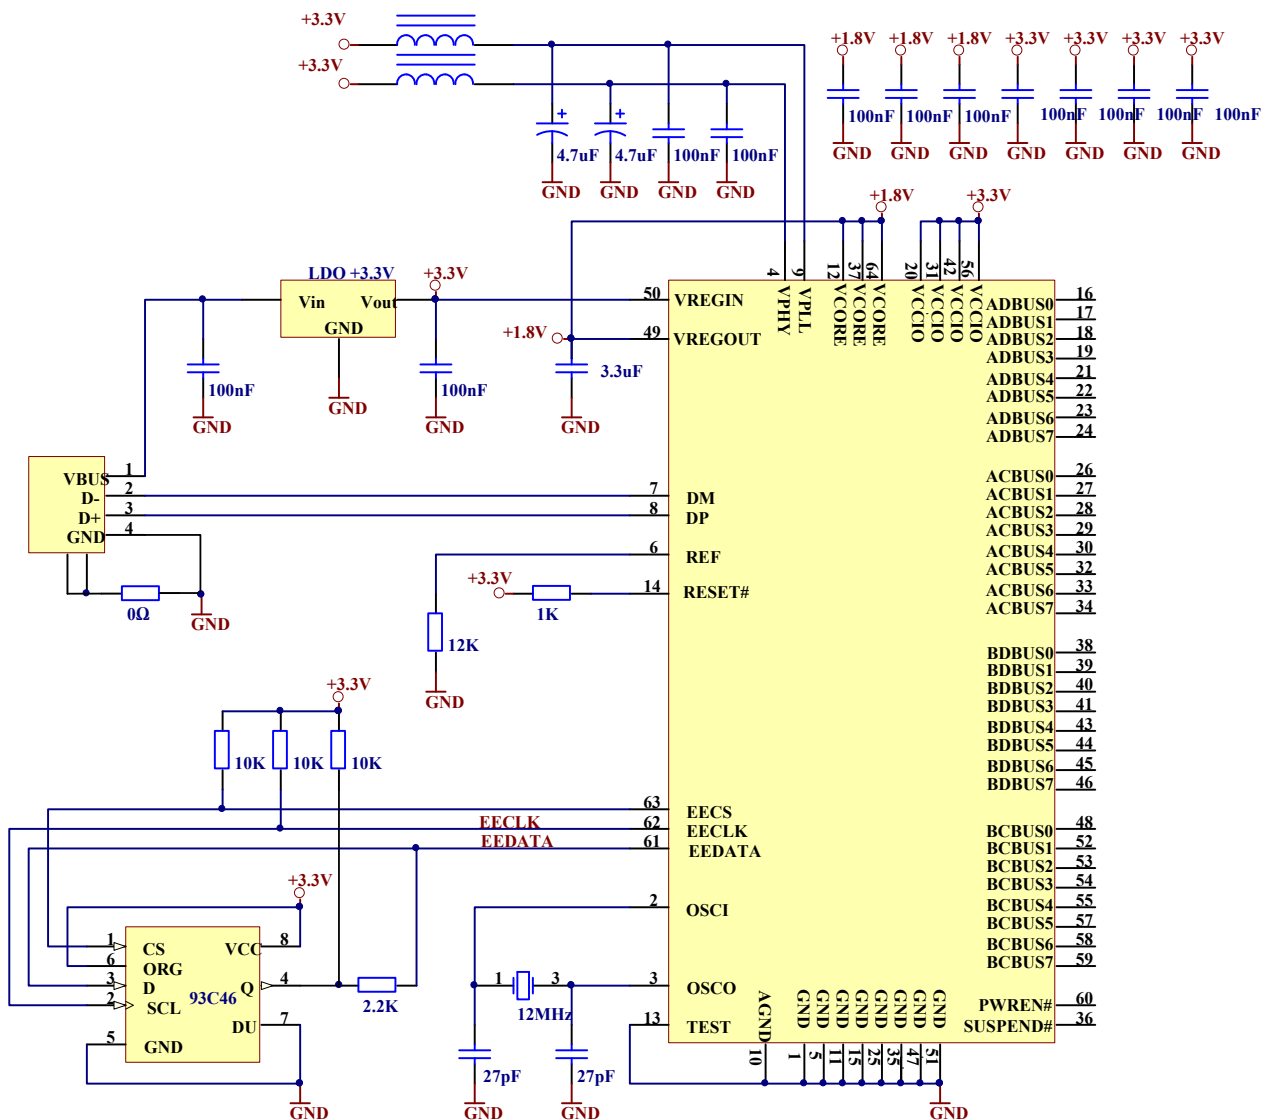 +3.3V
+3.3V
4.7uF 4.7uF 100nF 100nF
GND GND GND GND
+1.8V +1.8V +1.8V +3.3V +3.3V +3.3V +3.3V
100nF 100nF 100nF 100nF 100nF 100nF 100nF
GND GND GND GND GND GND GND
+1.8V +3.3V
4 9 12 37 64 20 31 42 56
VPHY VPLL VCORE VCORE VCORE VCCIO VCCIO VCCIO VCCIO
LDO +3.3V
Vin Vout
GND
+3.3V
100nF
GND
GND
100nF
GND
+1.8V
3.3uF
GND
50 VREGIN
49 VREGOUT
VBUS 1
D- 2
D+ 3
GND 4
0Ω
GND
7 DM
8 DP
6 REF
14 RESET#
+3.3V
1K
12K
GND
+3.3V
10K 10K 10K
63 EECS
EECLK 62 EECLK
EEDATA 61 EEDATA
+3.3V
1 CS
6 ORG
3 D
2 SCL
5 GND
93C46
VCC 8
Q 4
DU 7
2.2K
GND
2 OSCI
3 OSCO
13 TEST
1 3
12MHz
27pF 27pF
GND GND
AGND GND GND GND GND GND GND GND GND
10 1 5 11 15 25 35 47 51
GND
ADBUS0 16
ADBUS1 17
ADBUS2 18
ADBUS3 19
ADBUS4 21
ADBUS5 22
ADBUS6 23
ADBUS7 24
ACBUS0 26
ACBUS1 27
ACBUS2 28
ACBUS3 29
ACBUS4 30
ACBUS5 32
ACBUS6 33
ACBUS7 34
BDBUS0 38
BDBUS1 39
BDBUS2 40
BDBUS3 41
BDBUS4 43
BDBUS5 44
BDBUS6 45
BDBUS7 46
BCBUS0 48
BCBUS1 52
BCBUS2 53
BCBUS3 54
BCBUS4 55
BCBUS5 57
BCBUS6 58
BCBUS7 59
PWREN# 60
SUSPEND# 36